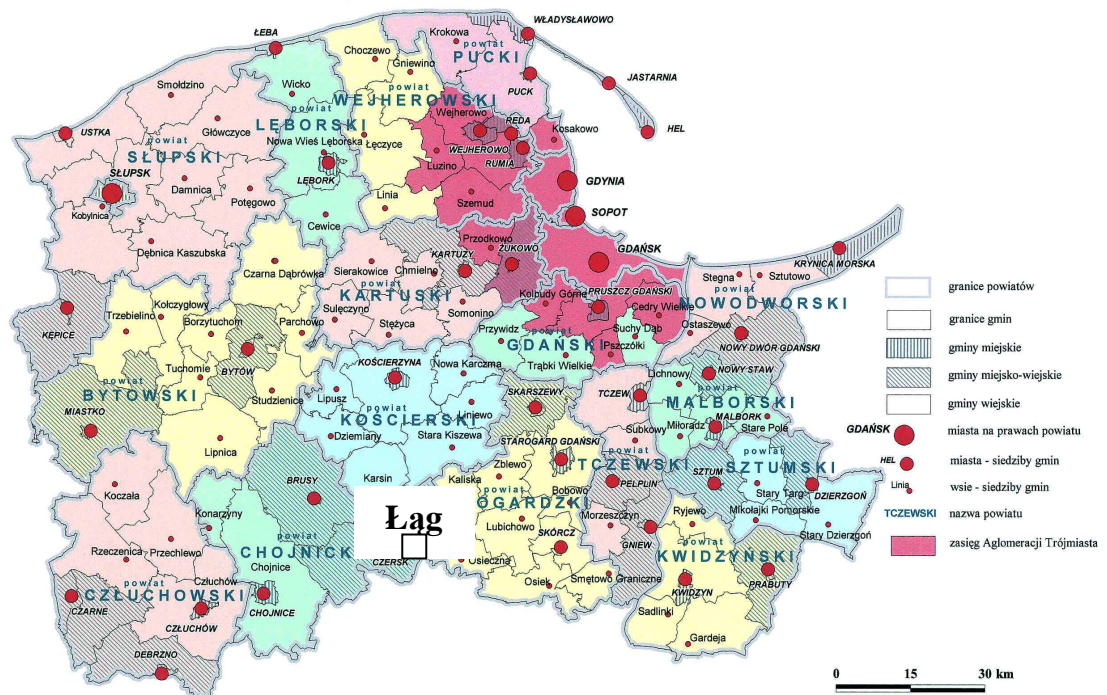 WŁADYSŁAWOWO
ŁEBA
Krokowa
powiat
PUCKI
Choczewo
Gniewino
JASTARNIA
Smołdzino
Wicko
powiat
WEJHEROWSKI
PUCK
powiat
LĘBORSKI
Wejherowo
REDA
HEL
USTKA
Główczyce
powiat
SŁUPSKI
Nowa Wieś Lęborska
Łęczyce
WEJHEROWO
RUMIA
Kosakowo
SŁUPSK
Damnica
LĘBORK
Luzino
GDYNIA
Kobylnica
Potęgowo
Linia
Szemud
SOPOT
Cewice
Dębnica Kaszubska
Przodkowo
KARTUZY
ŻUKOWO
GDAŃSK
Czarna Dąbrówka
Sierakowice
Chmielno
powiat
KARTUSKI
KRYNICA MORSKA
Stegna
Sztutowo
powiat
NOWODWORSKI
PRUSZCZ GDAŃSKI
Kolbudy Górne
Cedry Wielkie
Kołczygłowy
Trzebielino
Borzytuchom
Parchowo
Sulęczyno
Somonino
Stężyca
Przywidz
powiat
GDAŃSKI
Suchy Dąb
Ostaszewo
KĘPICE
Pszczółki
NOWY DWÓR GDAŃSKI
Trąbki Wielkie
Tuchomie
BYTÓW
powiat
BYTOWSKI
Studzienice
KOŚCIERZYNA
Nowa Karczma
Lipusz
powiat
KOŚCIERSKI
Liniewo
SKARSZEWY
TCZEW
Lichnowy
NOWY STAW
powiat
MALBORSKI
MIASTKO
Dziemiany
Stara Kiszewa
Subkowy
Miłoradz
MALBORK
Stare Pole
Lipnica
STAROGARD GDAŃSKI
powiat
TCZEWSKI
powiat
SZTUMSKI
Karsin
Kaliska
Zblewo
powiat
OGARDZKI
Bobowo
PELPLIN
SZTUM
Stary Targ
DZIERZGOŃ
Koczała
BRUSY
Mikołajki Pomorskie
Konarzyny
Łąg
Lubichowo
Morzeszczyn
Ryjewo
Stary Dzierzgoń
powiat
CHOJNICK
Rzeczenica
Przechlewo
Chojnice
CZERSK
Osieczna
SKÓRCZ
GNIEW
powiat
KWIDZYŃSKI
powiat
CZŁUCHOWSKI
Człuchów
Osiek
Smętowo Graniczne
PRABUTY
CZARNE
CZŁUCHÓW
CHOJNICE
KWIDZYN
Sadlinki
DEBRZNO
Gardeja
granice powiatów
granice gmin
gminy miejskie
gminy miejsko-wiejskie
gminy wiejskie
GDAŃSK miasta na prawach powiatu
HEL miasta - siedziby gmin
Linia wsie - siedziby gmin
TCZEWSKI nazwa powiatu
zasięg Aglomeracji Trójmiasta
0 15 30 km